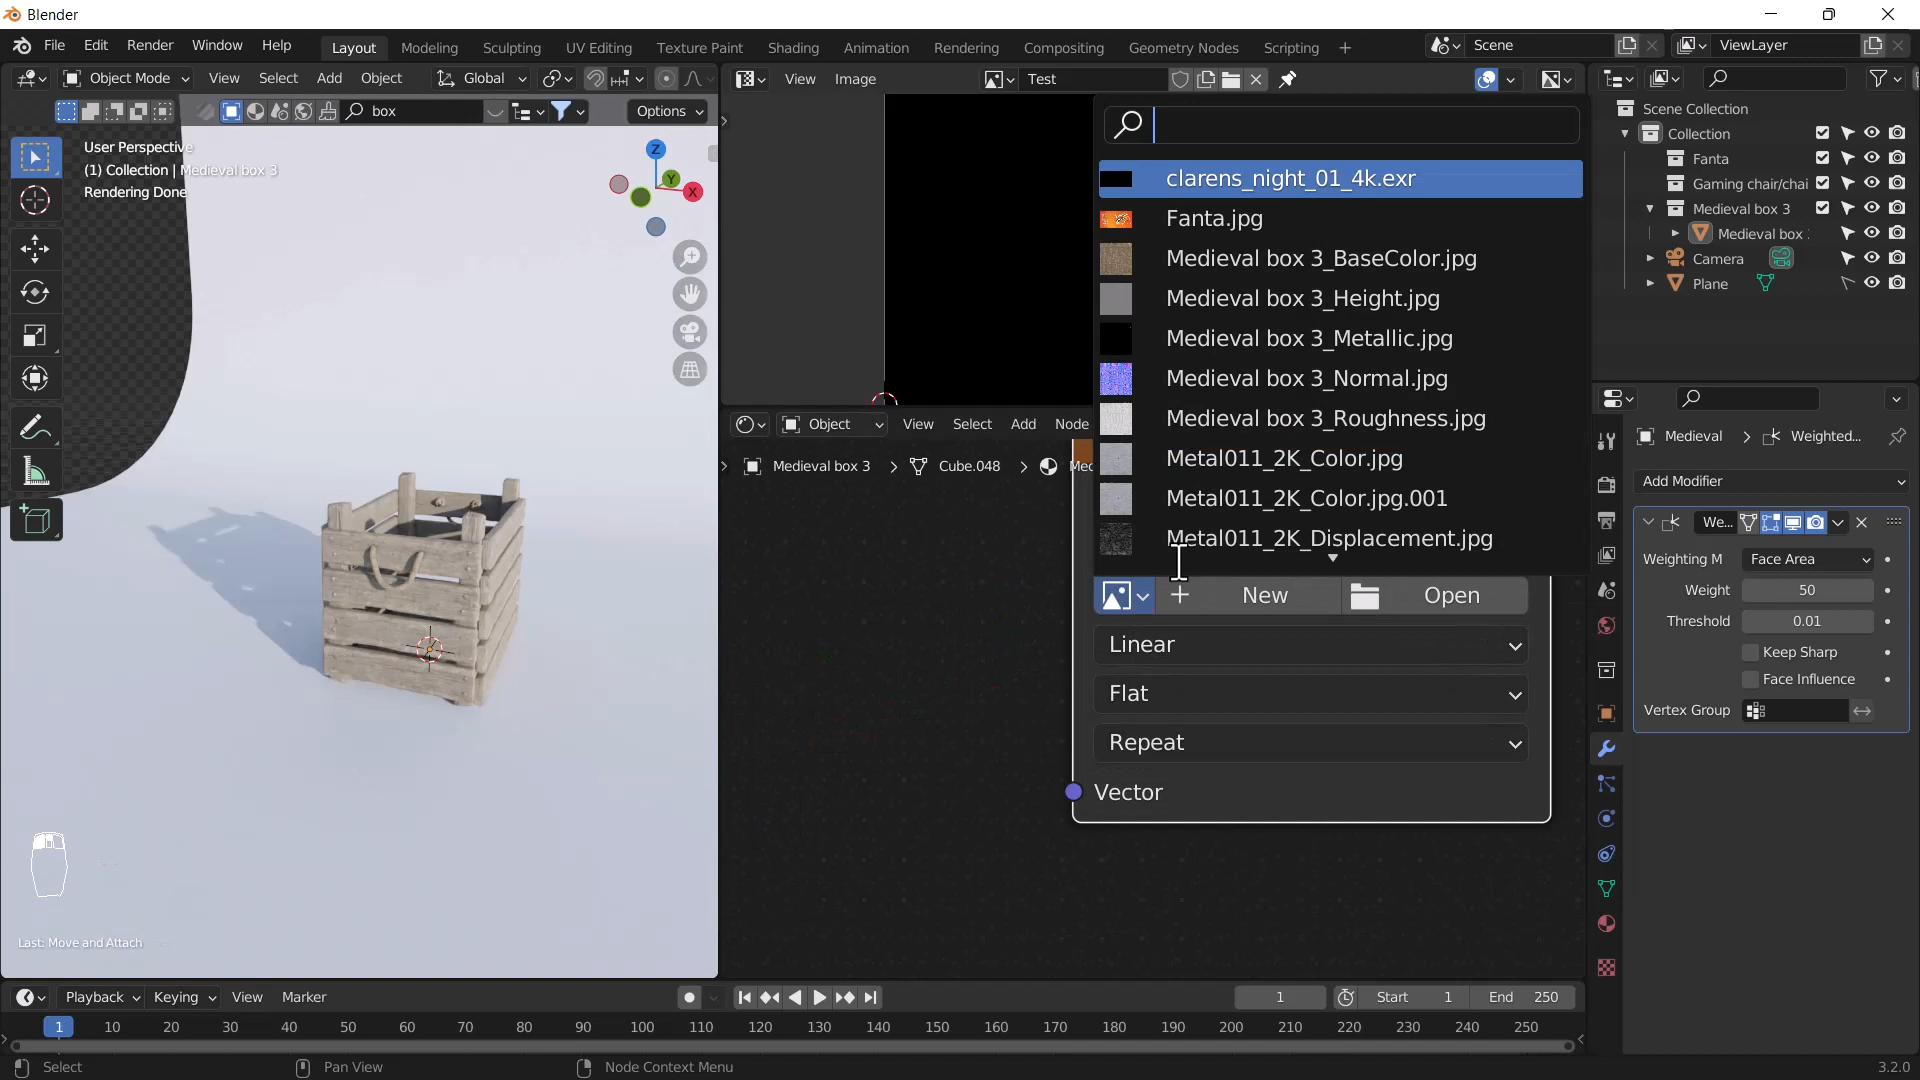 Blender
File Edit Render Window Help Layout Modeling Sculpting UV Editing Texture Paint Shading Animation Rendering Compositing Geometry Nodes Scripting Scene ViewLayer
Object Mode View Select Add Object Global
View Image Test
box Options
User Perspective
(1) Collection | Medieval box 3
Rendering Done
Z
Y
X
clarens_night_01_4k.exr
Fanta.jpg
Medieval box 3_BaseColor.jpg
Medieval box 3_Height.jpg
Medieval box 3_Metallic.jpg
Medieval box 3_Normal.jpg
Medieval box 3_Roughness.jpg
Metal011_2K_Color.jpg
Metal011_2K_Color.jpg.001
Metal011_2K_Displacement.jpg
Object View Select Add Node
Medieval box 3 Cube.048 Med
New Open
Linear
Flat
Repeat
Vector
Scene Collection
Collection
Fanta
Gaming chair/chai
Medieval box 3
Medieval box
Camera
Plane
Medieval Weighted...
Add Modifier
We...
Weighting M Face Area
Weight 50
Threshold 0.01
Keep Sharp
Face Influence
Vertex Group
Last: Move and Attach
Playback Keying View Marker 1 Start 1 End 250
1 10 20 30 40 50 60 70 80 90 100 110 120 130 140 150 160 170 180 190 200 210 220 230 240 250
Select Pan View Node Context Menu 3.2.0